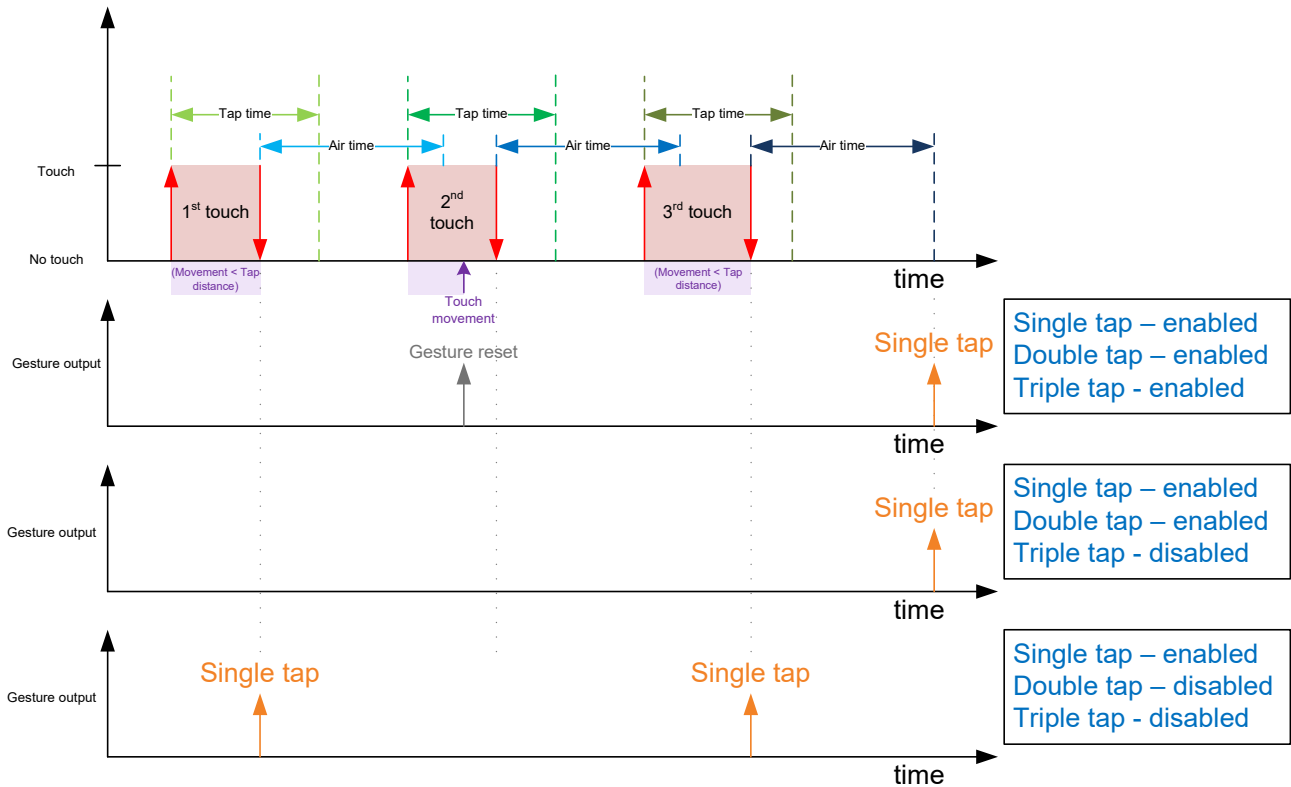 Tap time
Tap time
Tap time
Air time
Air time
Air time
Touch
1st touch
2nd
touch
3rd touch
No touch
(Movement < Tap
distance)
(Movement < Tap
distance)
time
Touch
movement
Gesture reset
Single tap
Gesture output
time
Single tap – enabled
Double tap – enabled
Triple tap - enabled
Single tap
Gesture output
time
Single tap – enabled
Double tap – enabled
Triple tap - disabled
Single tap
Single tap
Gesture output
time
Single tap – enabled
Double tap – disabled
Triple tap - disabled